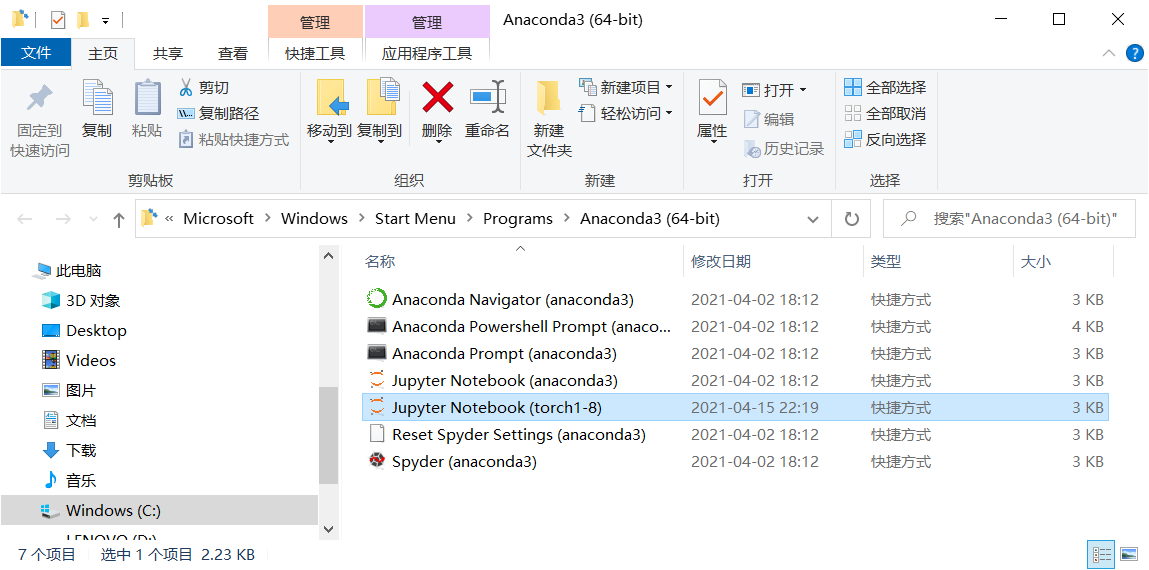 管理 管理 Anaconda3 (64-bit)
文件 主页 共享 查看 快捷工具 应用程序工具
固定到
快速访问
复制
粘贴
剪切
复制路径
粘贴快捷方式
剪贴板
移动到 复制到 删除 重命名
组织
新建
文件夹
新建项目
轻松访问
新建
属性
打开
编辑
历史记录
打开
全部选择
全部取消
反向选择
选择
« Microsoft > Windows > Start Menu > Programs > Anaconda3 (64-bit)
搜索"Anaconda3 (64-bit)"
此电脑
3D 对象
Desktop
Videos
图片
文档
下载
音乐
Windows (C:)
LENOVO (D:)
名称 修改日期 类型 大小
Anaconda Navigator (anaconda3) 2021-04-02 18:12 快捷方式 3 KB
Anaconda Powershell Prompt (anaco... 2021-04-02 18:12 快捷方式 4 KB
Anaconda Prompt (anaconda3) 2021-04-02 18:12 快捷方式 3 KB
Jupyter Notebook (anaconda3) 2021-04-02 18:12 快捷方式 3 KB
Jupyter Notebook (torch1-8) 2021-04-15 22:19 快捷方式 3 KB
Reset Spyder Settings (anaconda3) 2021-04-02 18:12 快捷方式 3 KB
Spyder (anaconda3) 2021-04-02 18:12 快捷方式 3 KB
7 个项目 选中 1 个项目 2.23 KB